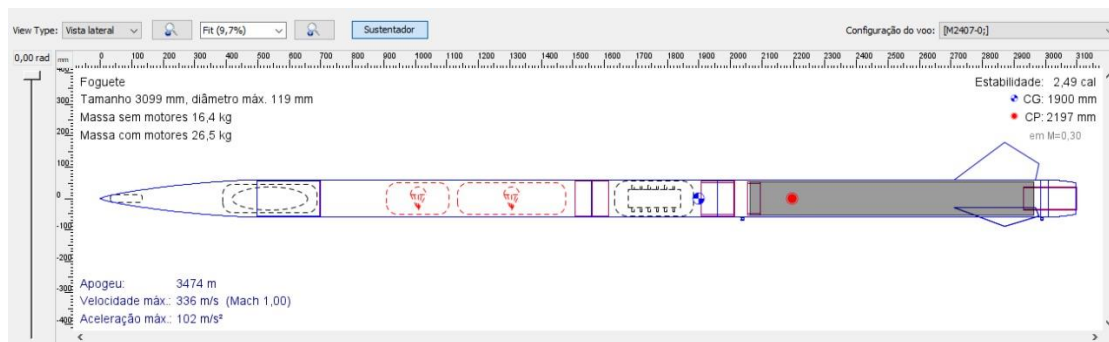 View Type: Vista lateral Fit (9,7%) Sustentador Configuração do voo: [M2407-0;]
0,00 rad mm 0 100 200 300 400 500 600 700 800 900 1000 1100 1200 1300 1400 1500 1600 1700 1800 1900 2000 2100 2200 2300 2400 2500 2600 2700 2800 2900 3000 3100
400
Foguete Estabilidade: 2,49 cal
300 Tamanho 3099 mm, diâmetro máx. 119 mm CG: 1900 mm
Massa sem motores 16,4 kg CP: 2197 mm
200 Massa com motores 26,5 kg em M=0,30
100
0
-100
-200
-300 Apogeu: 3474 m
Velocidade máx.: 336 m/s (Mach 1,00)
-400 Aceleração máx.: 102 m/s²